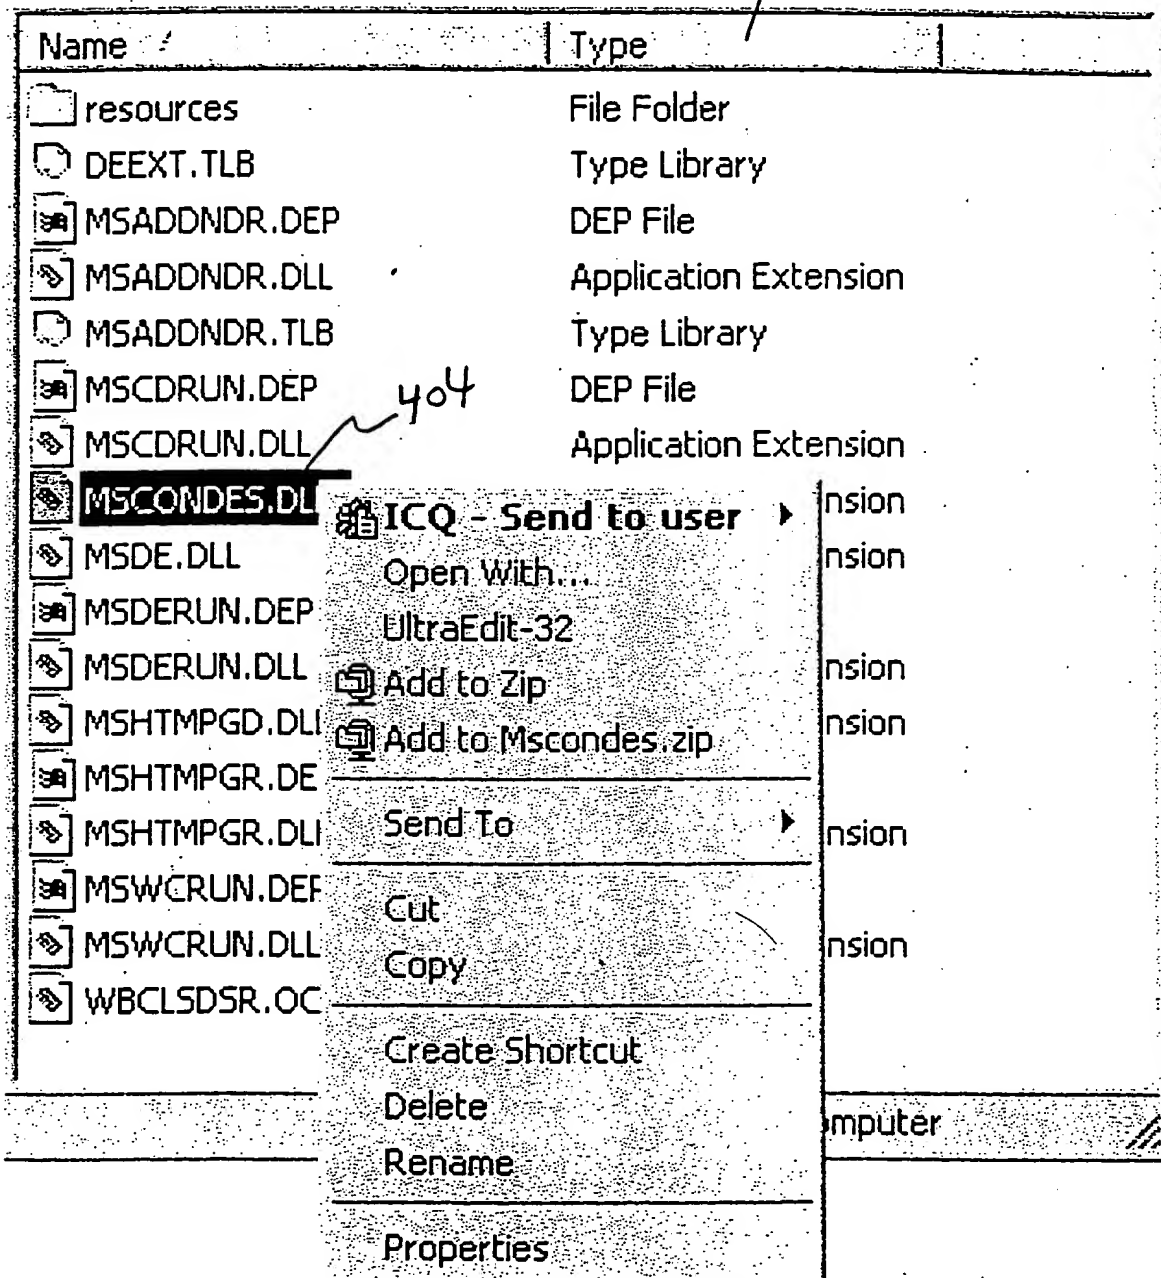 Name Type
resources File Folder
DEEXT.TLB Type Library
MSADDNDR.DEP DEP File
MSADDNDR.DLL Application Extension
MSADDNDR.TLB Type Library
MSCDRUN.DEP 404 DEP File
MSCDRUN.DLL Application Extension
MSCONDES.DL nsion
ICQ - Send to user
MSDE.DLL nsion
Open With...
MSDERUN.DEP
UltraEdit-32
MSDERUN.DLL nsion
Add to Zip
MSHTMPGD.DLL nsion
Add to Mscondes.zip
MSHTMPGR.DE
MSHTMPGR.DLL nsion
Send To
MSWCRUN.DEP
Cut
MSWCRUN.DLL nsion
Copy
WBCLSDSR.OC
Create Shortcut
Delete
mputer
Rename
Properties